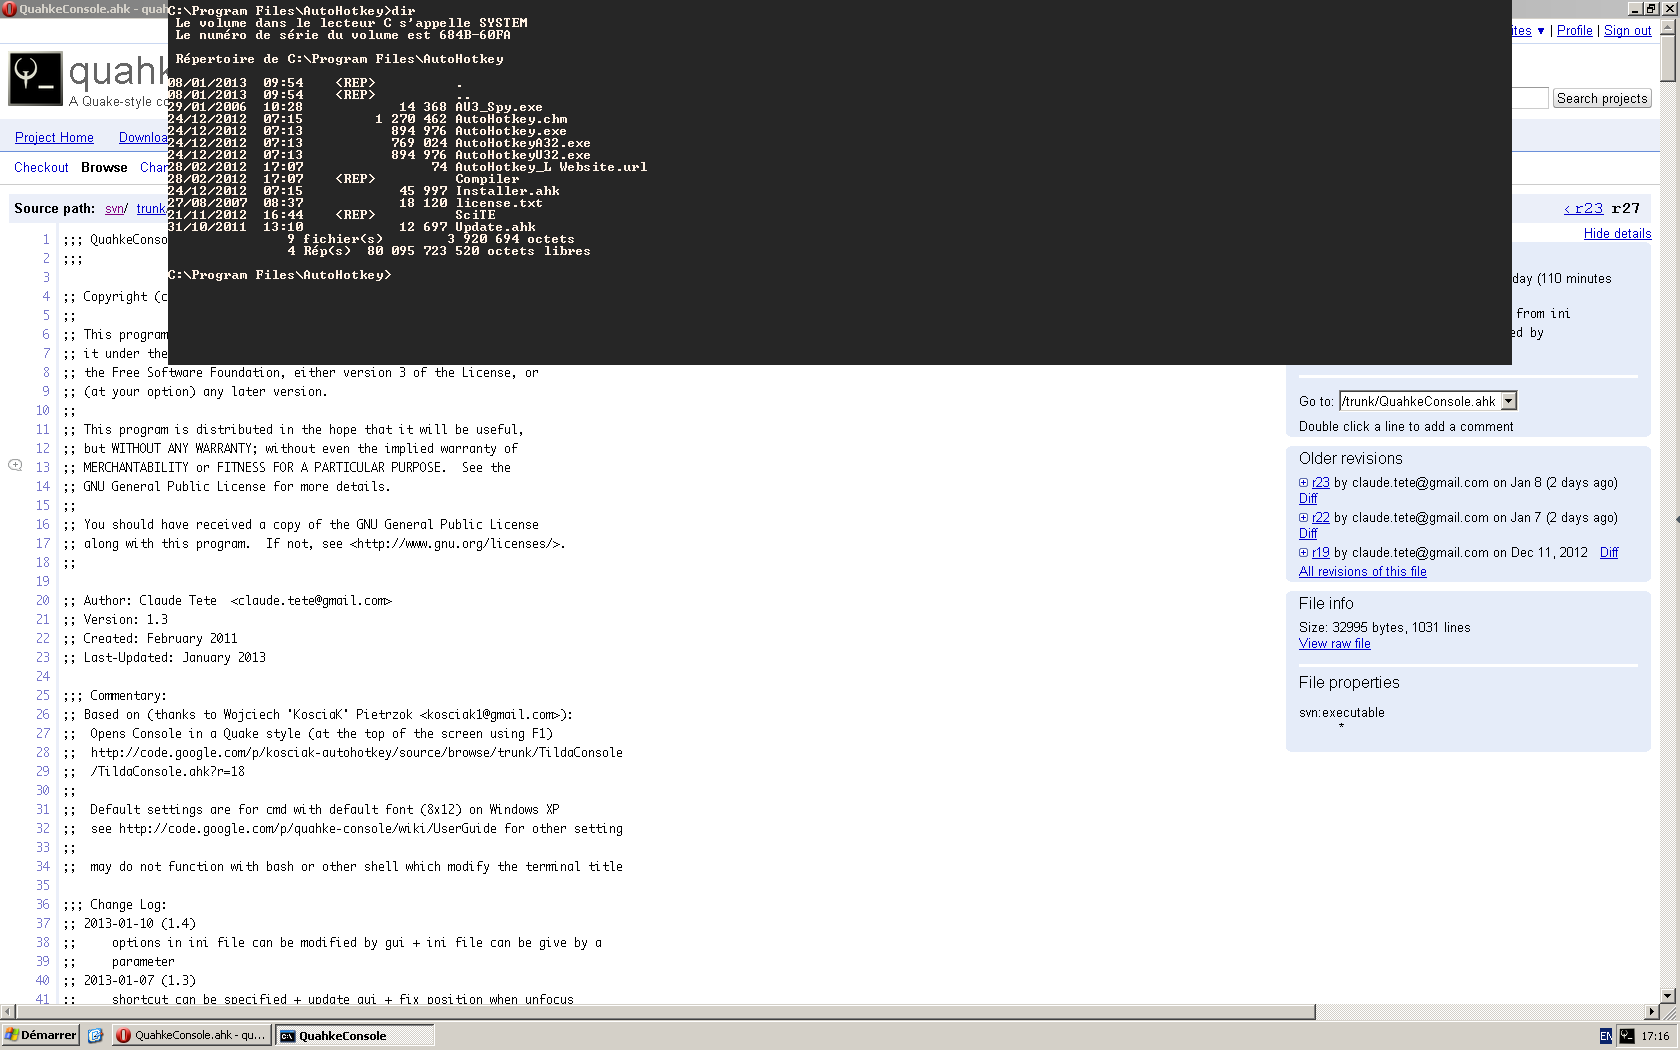 QuahkeConsole.ahk - quah
C:\Program Files\AutoHotkey>dir
Le volume dans le lecteur C s'appelle SYSTEM
Le numéro de série du volume est 684B-60FA
Répertoire de C:\Program Files\AutoHotkey
08/01/2013  09:54    <REP>          .
08/01/2013  09:54    <REP>          ..
29/01/2006  10:28            14 368 AU3_Spy.exe
24/12/2012  07:15         1 270 462 AutoHotkey.chm
24/12/2012  07:13           894 976 AutoHotkey.exe
24/12/2012  07:13           769 024 AutoHotkeyA32.exe
24/12/2012  07:13           894 976 AutoHotkeyU32.exe
28/02/2012  17:07                74 AutoHotkey_L Website.url
28/02/2012  17:07    <REP>          Compiler
24/12/2012  07:15            45 997 Installer.ahk
27/08/2007  08:37            18 120 license.txt
21/11/2012  16:44    <REP>          SciTE
31/10/2011  13:10            12 697 Update.ahk
9 fichier(s)        3 920 694 octets
4 Rép(s)  80 095 723 520 octets libres
C:\Program Files\AutoHotkey>
ites ▼ | Profile | Sign out
quahk
A Quake-style co
Search projects
Project Home Downloa
Checkout Browse Chan
Source path: svn/ trunk
‹ r23 r27
Hide details
day (110 minutes
from ini
ed by
Go to: /trunk/QuahkeConsole.ahk
Double click a line to add a comment
Older revisions
r23 by claude.tete@gmail.com on Jan 8 (2 days ago)
Diff
r22 by claude.tete@gmail.com on Jan 7 (2 days ago)
Diff
r19 by claude.tete@gmail.com on Dec 11, 2012 Diff
All revisions of this file
File info
Size: 32995 bytes, 1031 lines
View raw file
File properties
svn:executable
*
1 ;;; QuahkeConso
2 ;;;
3
4 ;; Copyright (c
5 ;;
6 ;; This program
7 ;; it under the
8 ;; the Free Software Foundation, either version 3 of the License, or
9 ;; (at your option) any later version.
10 ;;
11 ;; This program is distributed in the hope that it will be useful,
12 ;; but WITHOUT ANY WARRANTY; without even the implied warranty of
13 ;; MERCHANTABILITY or FITNESS FOR A PARTICULAR PURPOSE.  See the
14 ;; GNU General Public License for more details.
15 ;;
16 ;; You should have received a copy of the GNU General Public License
17 ;; along with this program.  If not, see <http://www.gnu.org/licenses/>.
18 ;;
19
20 ;; Author: Claude Tete  <claude.tete@gmail.com>
21 ;; Version: 1.3
22 ;; Created: February 2011
23 ;; Last-Updated: January 2013
24
25 ;;; Commentary:
26 ;; Based on (thanks to Wojciech 'KosciaK' Pietrzok <kosciak1@gmail.com>):
27 ;;  Opens Console in a Quake style (at the top of the screen using F1)
28 ;;  http://code.google.com/p/kosciak-autohotkey/source/browse/trunk/TildaConsole
29 ;;  /TildaConsole.ahk?r=18
30 ;;
31 ;;  Default settings are for cmd with default font (8x12) on Windows XP
32 ;;  see http://code.google.com/p/quahke-console/wiki/UserGuide for other setting
33 ;;
34 ;;  may do not function with bash or other shell which modify the terminal title
35
36 ;;; Change Log:
37 ;; 2013-01-10 (1.4)
38 ;;     options in ini file can be modified by gui + ini file can be give by a
39 ;;     parameter
40 ;; 2013-01-07 (1.3)
41 ;;     shortcut can be specified + update gui + fix position when unfocus
Démarrer QuahkeConsole.ahk - qu... QuahkeConsole EN 17:16